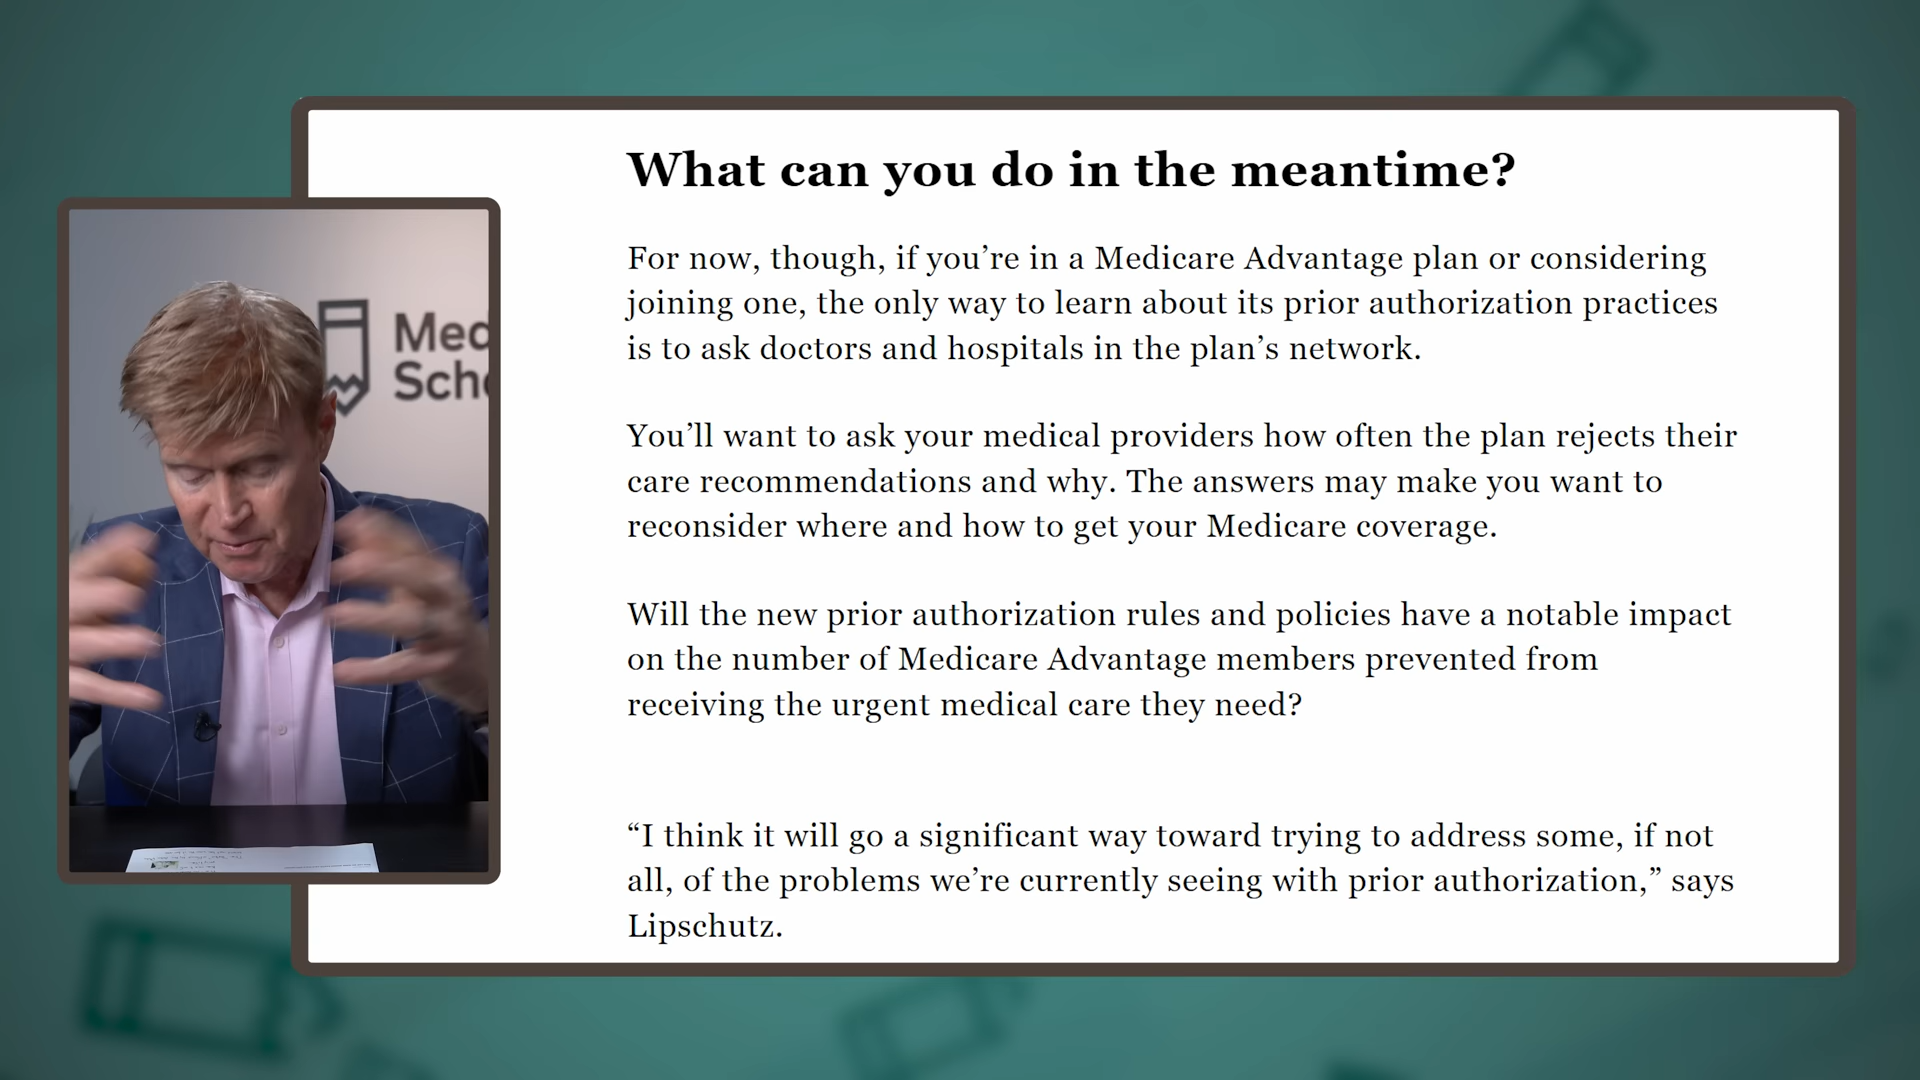 What can you do in the meantime?
For now, though, if you’re in a Medicare Advantage plan or considering
joining one, the only way to learn about its prior authorization practices
is to ask doctors and hospitals in the plan’s network.
You’ll want to ask your medical providers how often the plan rejects their
care recommendations and why. The answers may make you want to
reconsider where and how to get your Medicare coverage.
Will the new prior authorization rules and policies have a notable impact
on the number of Medicare Advantage members prevented from
receiving the urgent medical care they need?
“I think it will go a significant way toward trying to address some, if not
all, of the problems we’re currently seeing with prior authorization,” says
Lipschutz.
Med
Scho